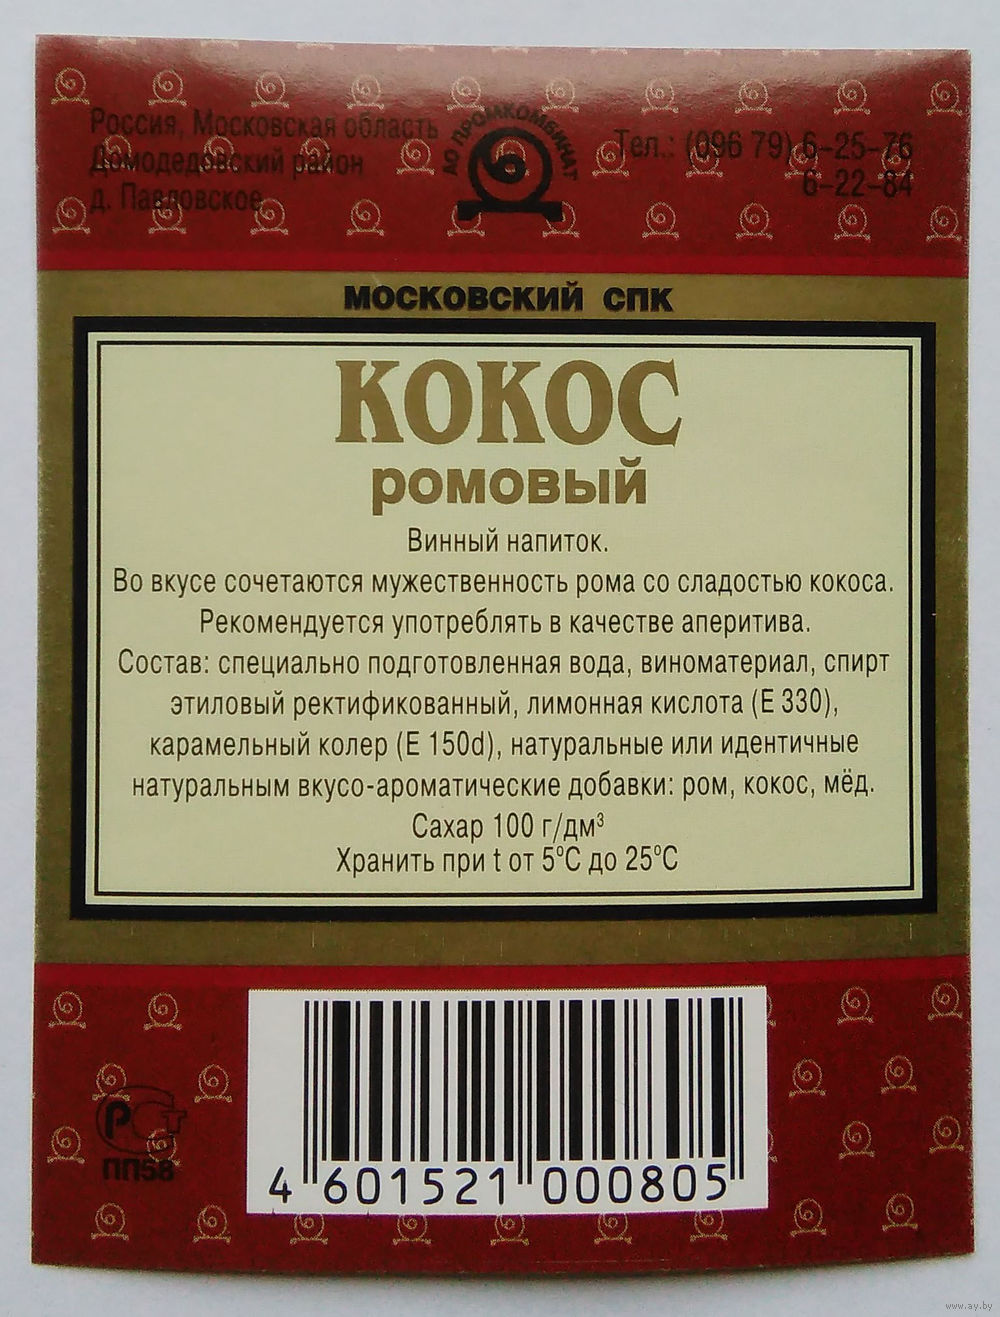 Россия, Московская область
Домодедовский район
д. Павловское
АО ПРОМКОМБИНАТ
Тел.: (096 79) 6-25-76
6-22-84
МОСКОВСКИЙ СПК
КОКОС
РОМОВЫЙ
Винный напиток.
Во вкусе сочетаются мужественность рома со сладостью кокоса.
Рекомендуется употреблять в качестве аперитива.
Состав: специально подготовленная вода, виноматериал, спирт
этиловый ректификованный, лимонная кислота (Е 330),
карамельный колер (Е 150d), натуральные или идентичные
натуральным вкусо-ароматические добавки: ром, кокос, мёд.
Сахар 100 г/дм³
Хранить при t от 5°С до 25°С
РСТ
ПП58
4 601521 000805
www.ay.by